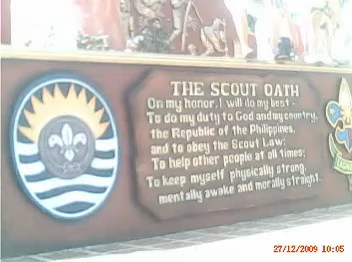 THE SCOUT OATH
On my honor, I will do my best -
To do my duty to God and my country,
the Republic of the Philippines,
and to obey the Scout Law;
To help other people at all times;
To keep myself physically strong,
mentally awake and morally straight.
27/12/2009 10:05